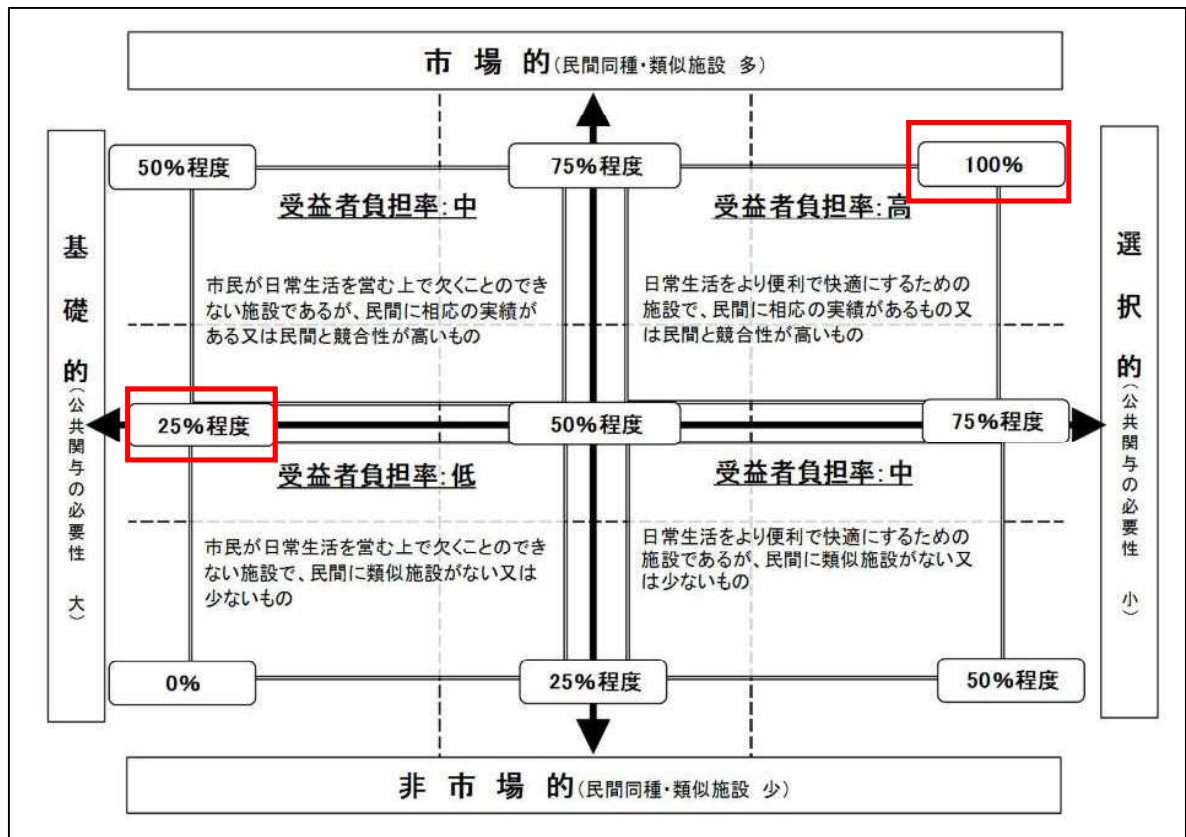 市場的(民間同種・類似施設 多)
基礎的(公共関与の必要性 大)
選択的(公共関与の必要性 小)
50%程度
75%程度
100%
受益者負担率:中
受益者負担率:高
市民が日常生活を営む上で欠くことのでき
ない施設であるが、民間に相応の実績が
ある又は民間と競合性が高いもの
日常生活をより便利で快適にするための
施設で、民間に相応の実績があるもの又
は民間と競合性が高いもの
25%程度
50%程度
75%程度
受益者負担率:低
受益者負担率:中
市民が日常生活を営む上で欠くことのでき
ない施設で、民間に類似施設がない又は
少ないもの
日常生活をより便利で快適にするための
施設であるが、民間に類似施設がない又
は少ないもの
0%
25%程度
50%程度
非市場的(民間同種・類似施設 少)